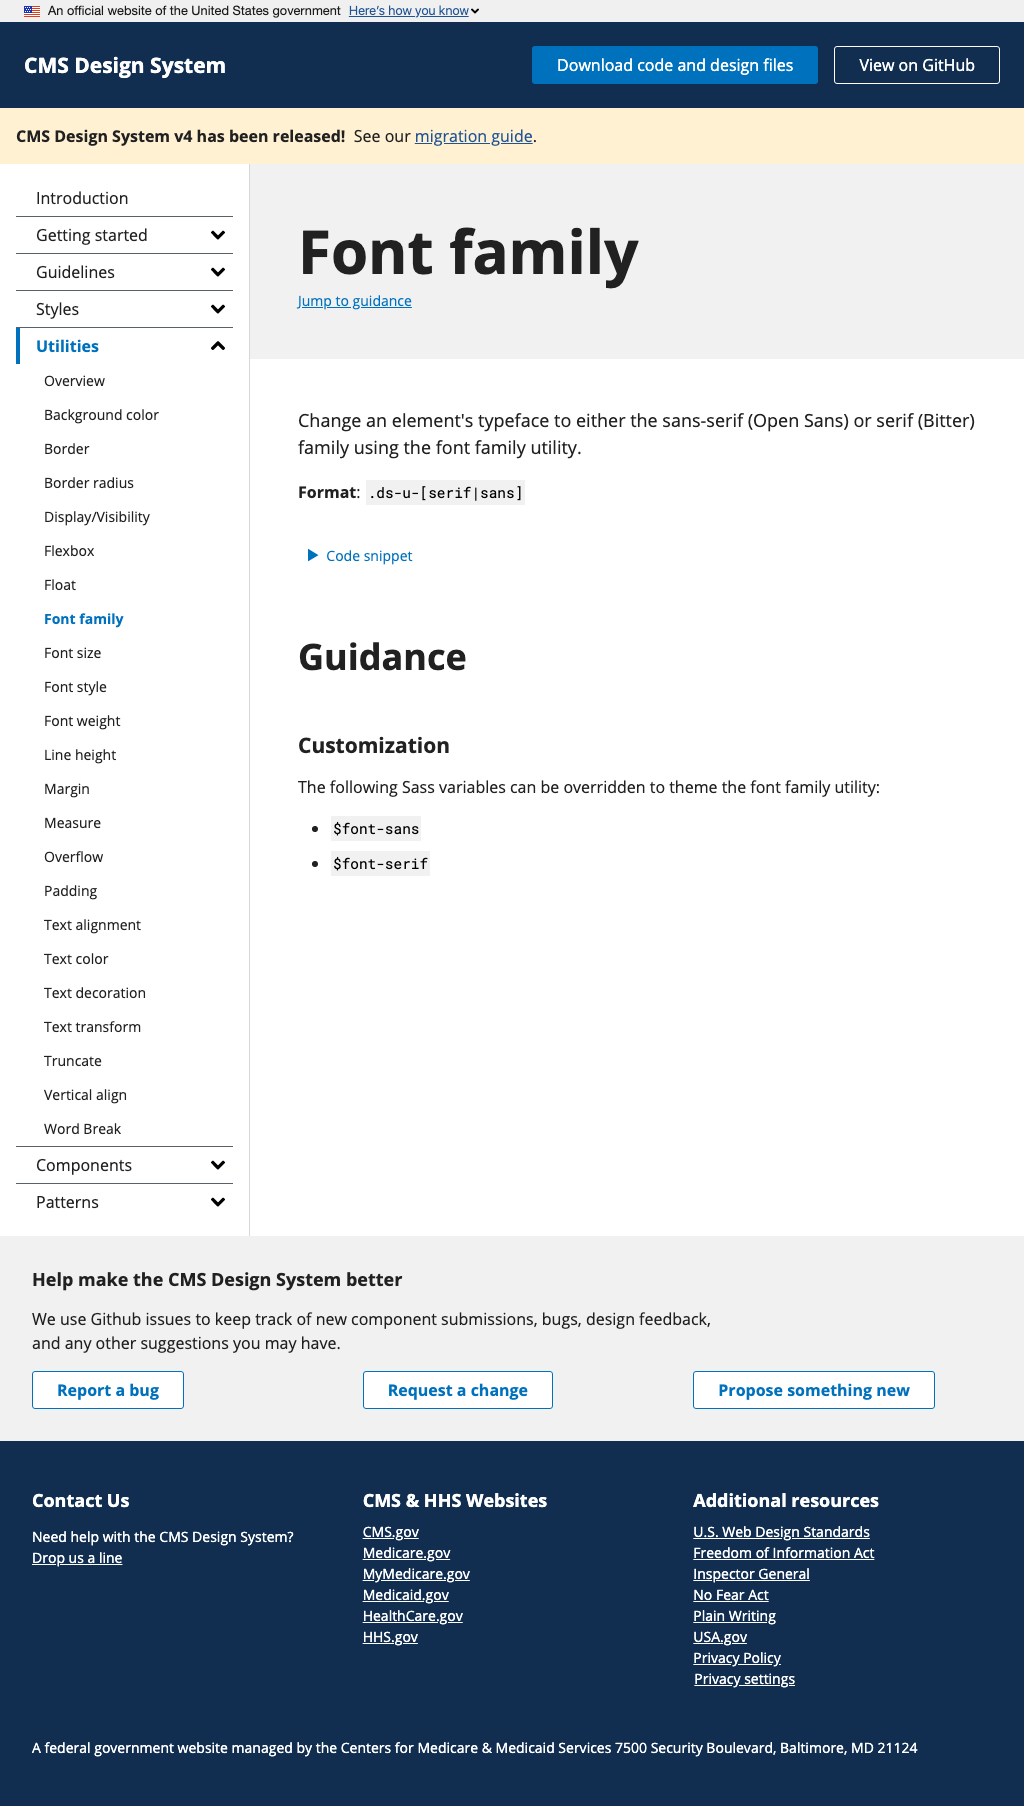 An official website of the United States government Here's how you know
CMS Design System
Download code and design files
View on GitHub
CMS Design System v4 has been released! See our migration guide.
Introduction
Getting started
Guidelines
Styles
Utilities
Overview
Background color
Border
Border radius
Display/Visibility
Flexbox
Float
Font family
Font size
Font style
Font weight
Line height
Margin
Measure
Overflow
Padding
Text alignment
Text color
Text decoration
Text transform
Truncate
Vertical align
Word Break
Components
Patterns
Font family
Jump to guidance
Change an element's typeface to either the sans-serif (Open Sans) or serif (Bitter)
family using the font family utility.
Format: .ds-u-[serif|sans]
Code snippet
Guidance
Customization
The following Sass variables can be overridden to theme the font family utility:
$font-sans
$font-serif
Help make the CMS Design System better
We use Github issues to keep track of new component submissions, bugs, design feedback,
and any other suggestions you may have.
Report a bug
Request a change
Propose something new
Contact Us
Need help with the CMS Design System?
Drop us a line
CMS & HHS Websites
CMS.gov
Medicare.gov
MyMedicare.gov
Medicaid.gov
HealthCare.gov
HHS.gov
Additional resources
U.S. Web Design Standards
Freedom of Information Act
Inspector General
No Fear Act
Plain Writing
USA.gov
Privacy Policy
Privacy settings
A federal government website managed by the Centers for Medicare & Medicaid Services 7500 Security Boulevard, Baltimore, MD 21124